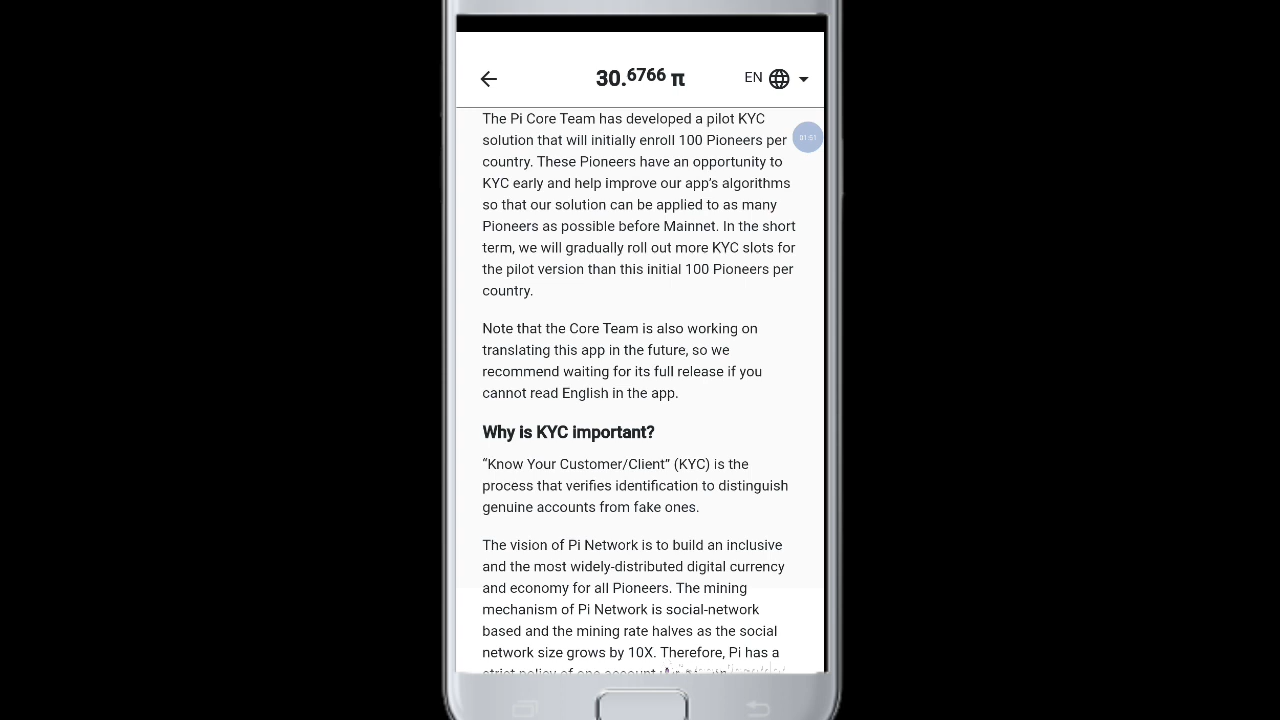 30.6766 π
EN
01:51
The Pi Core Team has developed a pilot KYC
solution that will initially enroll 100 Pioneers per
country. These Pioneers have an opportunity to
KYC early and help improve our app's algorithms
so that our solution can be applied to as many
Pioneers as possible before Mainnet. In the short
term, we will gradually roll out more KYC slots for
the pilot version than this initial 100 Pioneers per
country.
Note that the Core Team is also working on
translating this app in the future, so we
recommend waiting for its full release if you
cannot read English in the app.
Why is KYC important?
“Know Your Customer/Client” (KYC) is the
process that verifies identification to distinguish
genuine accounts from fake ones.
The vision of Pi Network is to build an inclusive
and the most widely-distributed digital currency
and economy for all Pioneers. The mining
mechanism of Pi Network is social-network
based and the mining rate halves as the social
network size grows by 10X. Therefore, Pi has a
strict policy of one account